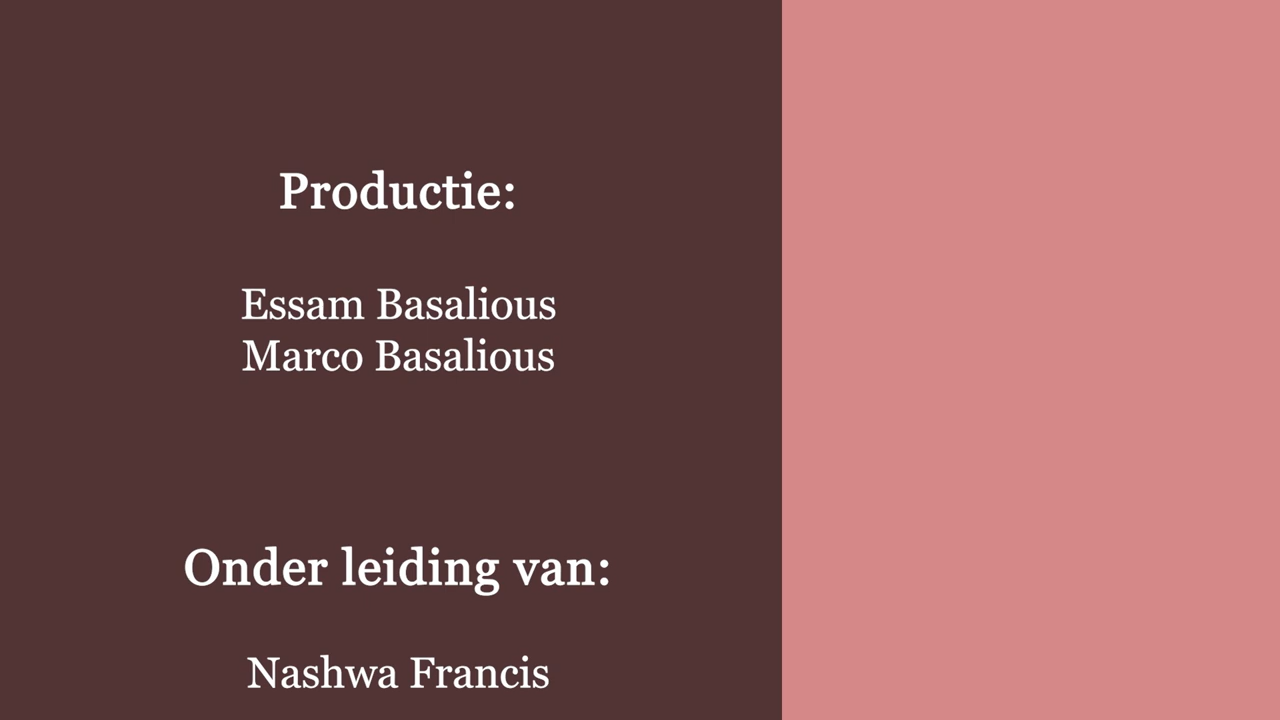 Productie:
Essam Basalious
Marco Basalious
Onder leiding van:
Nashwa Francis